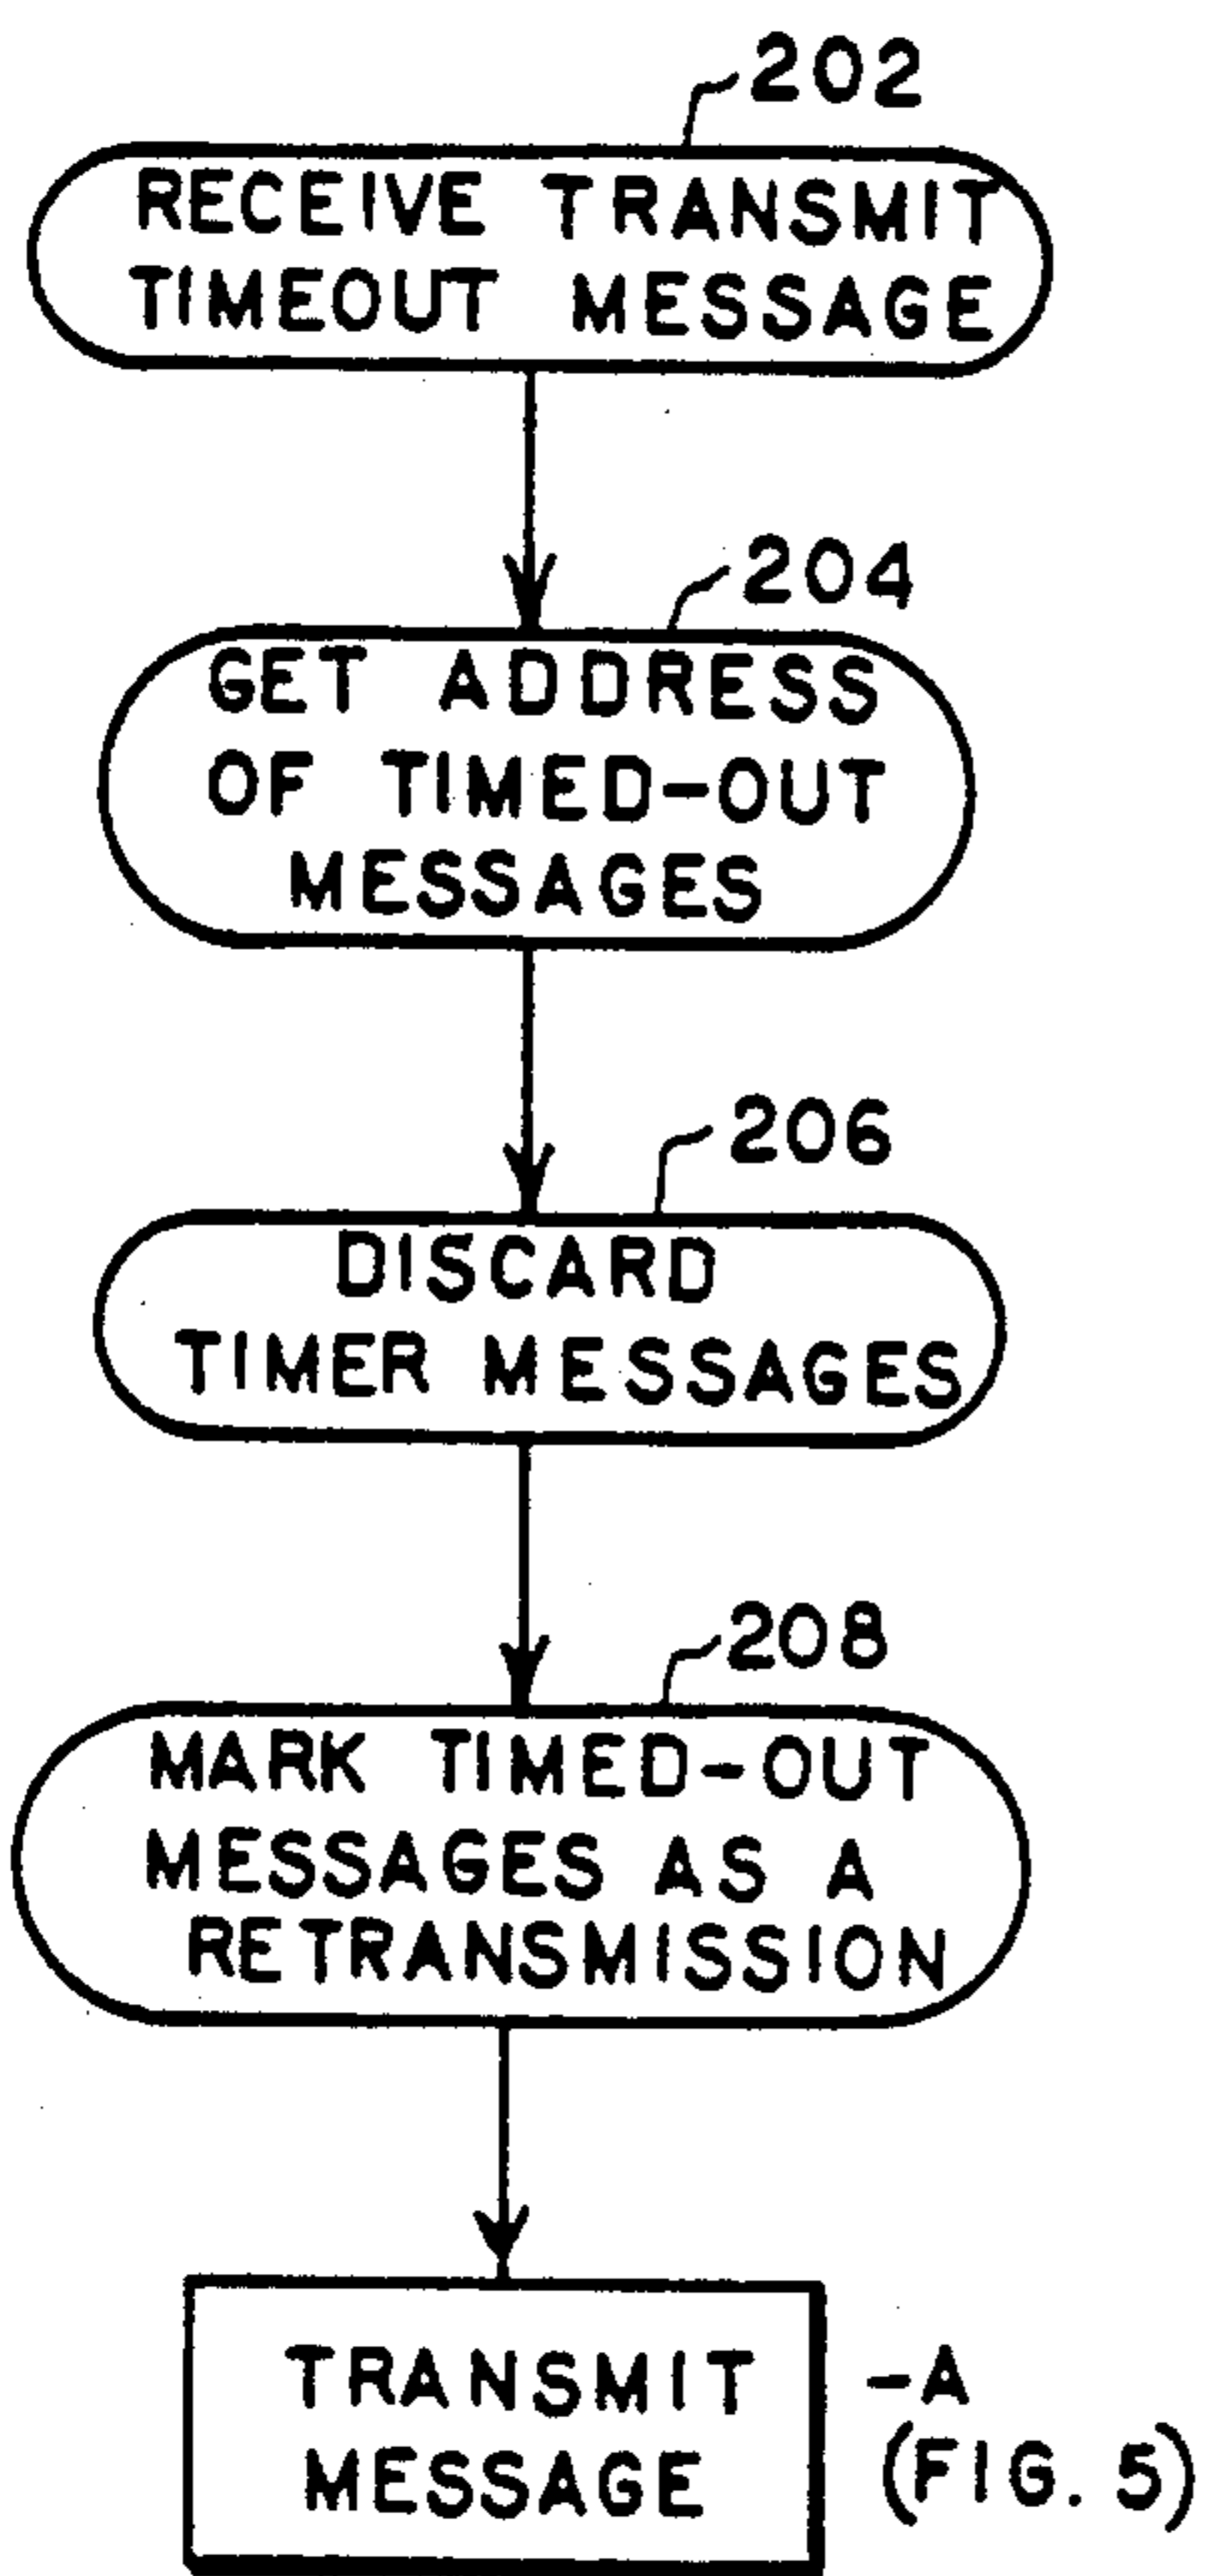 202
RECEIVE TRANSMIT
TIMEOUT MESSAGE
204
GET ADDRESS
OF TIMED-OUT
MESSAGES
206
DISCARD
TIMER MESSAGES
208
MARK TIMED-OUT
MESSAGES AS A
RETRANSMISSION
TRANSMIT
MESSAGE
-A
(FIG. 5)